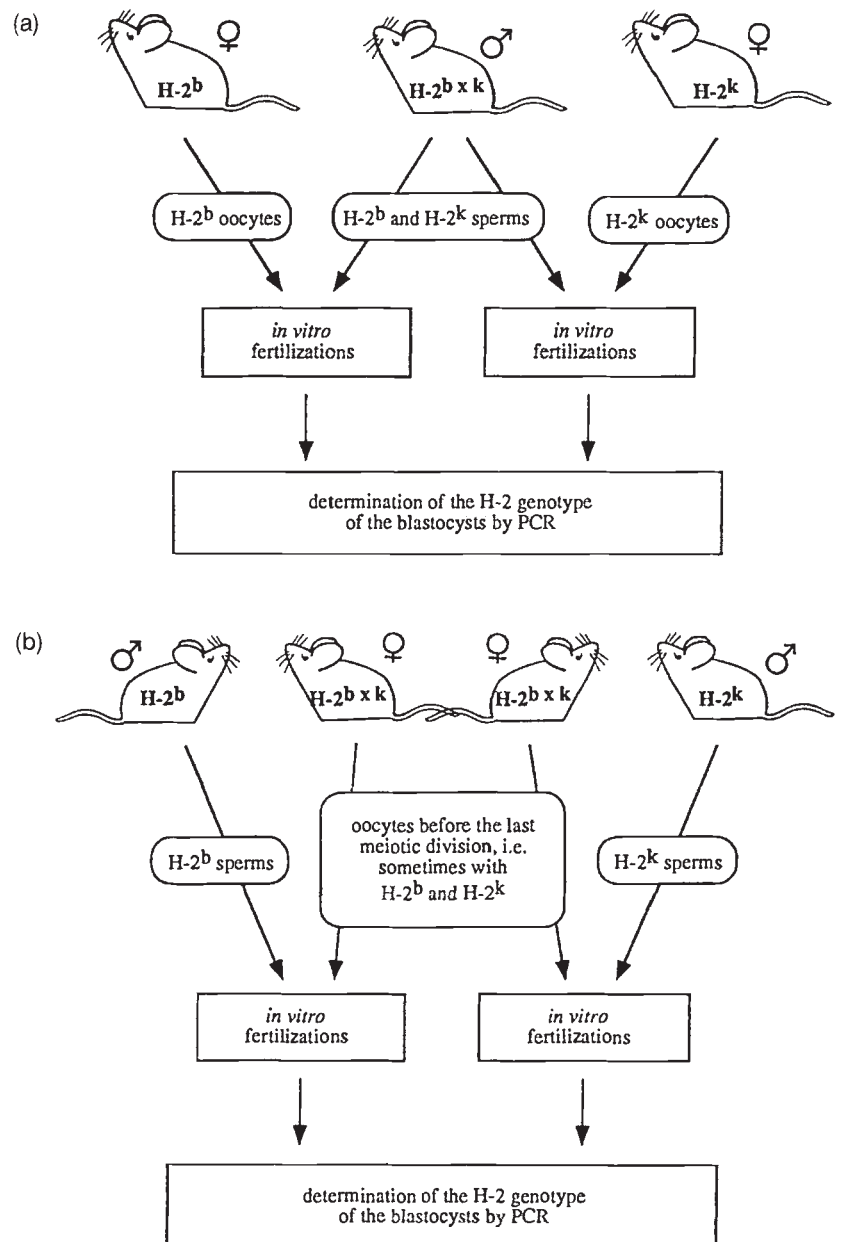 (a)
♀ ♂ ♀
H-2ᵇ H-2ᵇ ˣ ᵏ H-2ᵏ
H-2ᵇ oocytes
H-2ᵇ and H-2ᵏ sperms
H-2ᵏ oocytes
in vitro
fertilizations
in vitro
fertilizations
determination of the H-2 genotype
of the blastocysts by PCR
(b)
♂ ♀ ♀ ♂
H-2ᵇ H-2ᵇ ˣ ᵏ H-2ᵇ ˣ ᵏ H-2ᵏ
oocytes before the last
meiotic division, i.e.
sometimes with
H-2ᵇ and H-2ᵏ
H-2ᵇ sperms
H-2ᵏ sperms
in vitro
fertilizations
in vitro
fertilizations
determination of the H-2 genotype
of the blastocysts by PCR